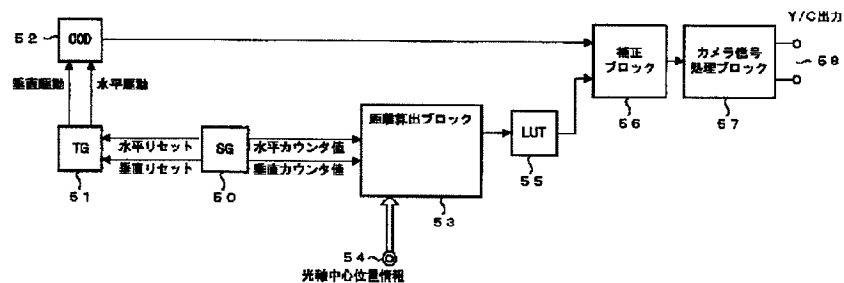 Y/C出力
52
CCD
補正
ブロック
カメラ信号
処理ブロック
58
垂直駆動
水平駆動
56
57
距離算出ブロック
TG
水平リセット
SG
水平カウンタ値
LUT
垂直リセット
垂直カウンタ値
55
51
50
53
54
光軸中心位置情報